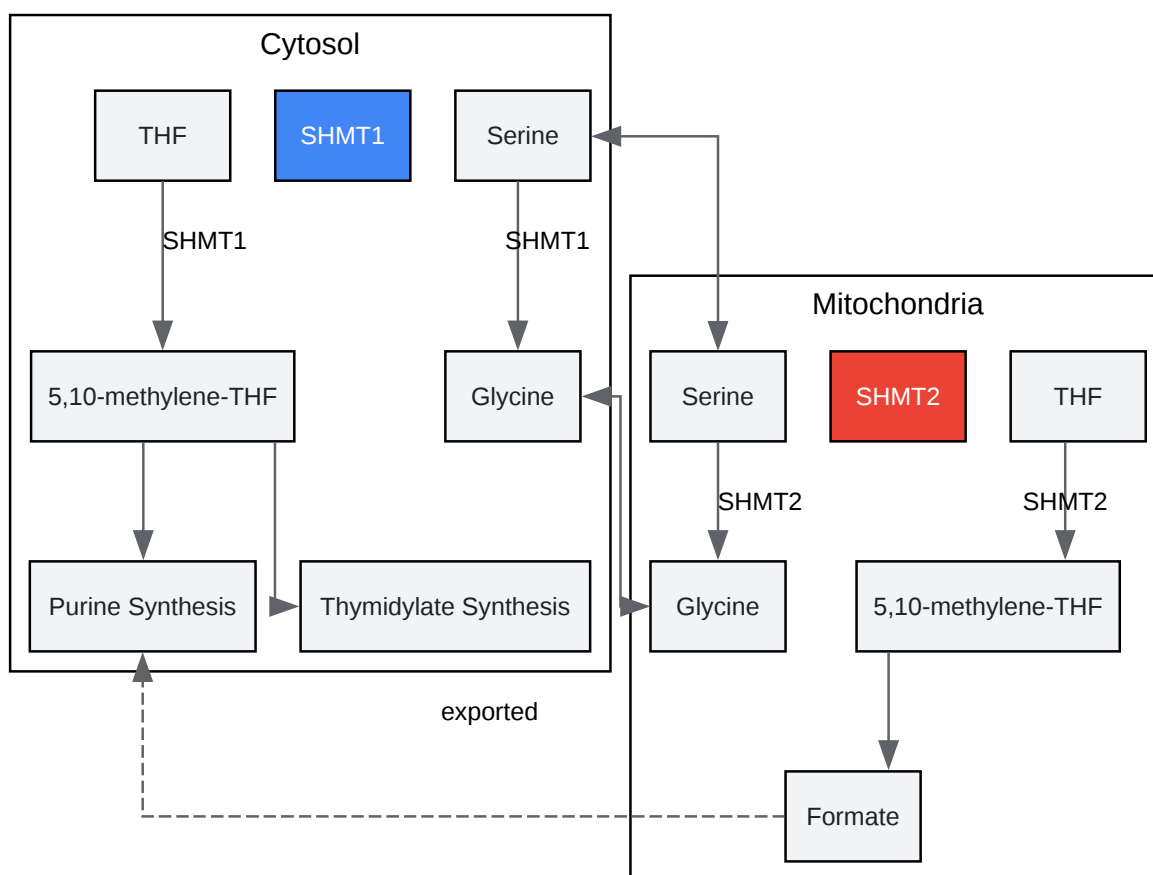 Cytosol
THF
SHMT1
Serine
SHMT1
SHMT1
5,10-methylene-THF
Glycine
Purine Synthesis
Thymidylate Synthesis
exported
Mitochondria
Serine
SHMT2
THF
SHMT2
SHMT2
Glycine
5,10-methylene-THF
Formate